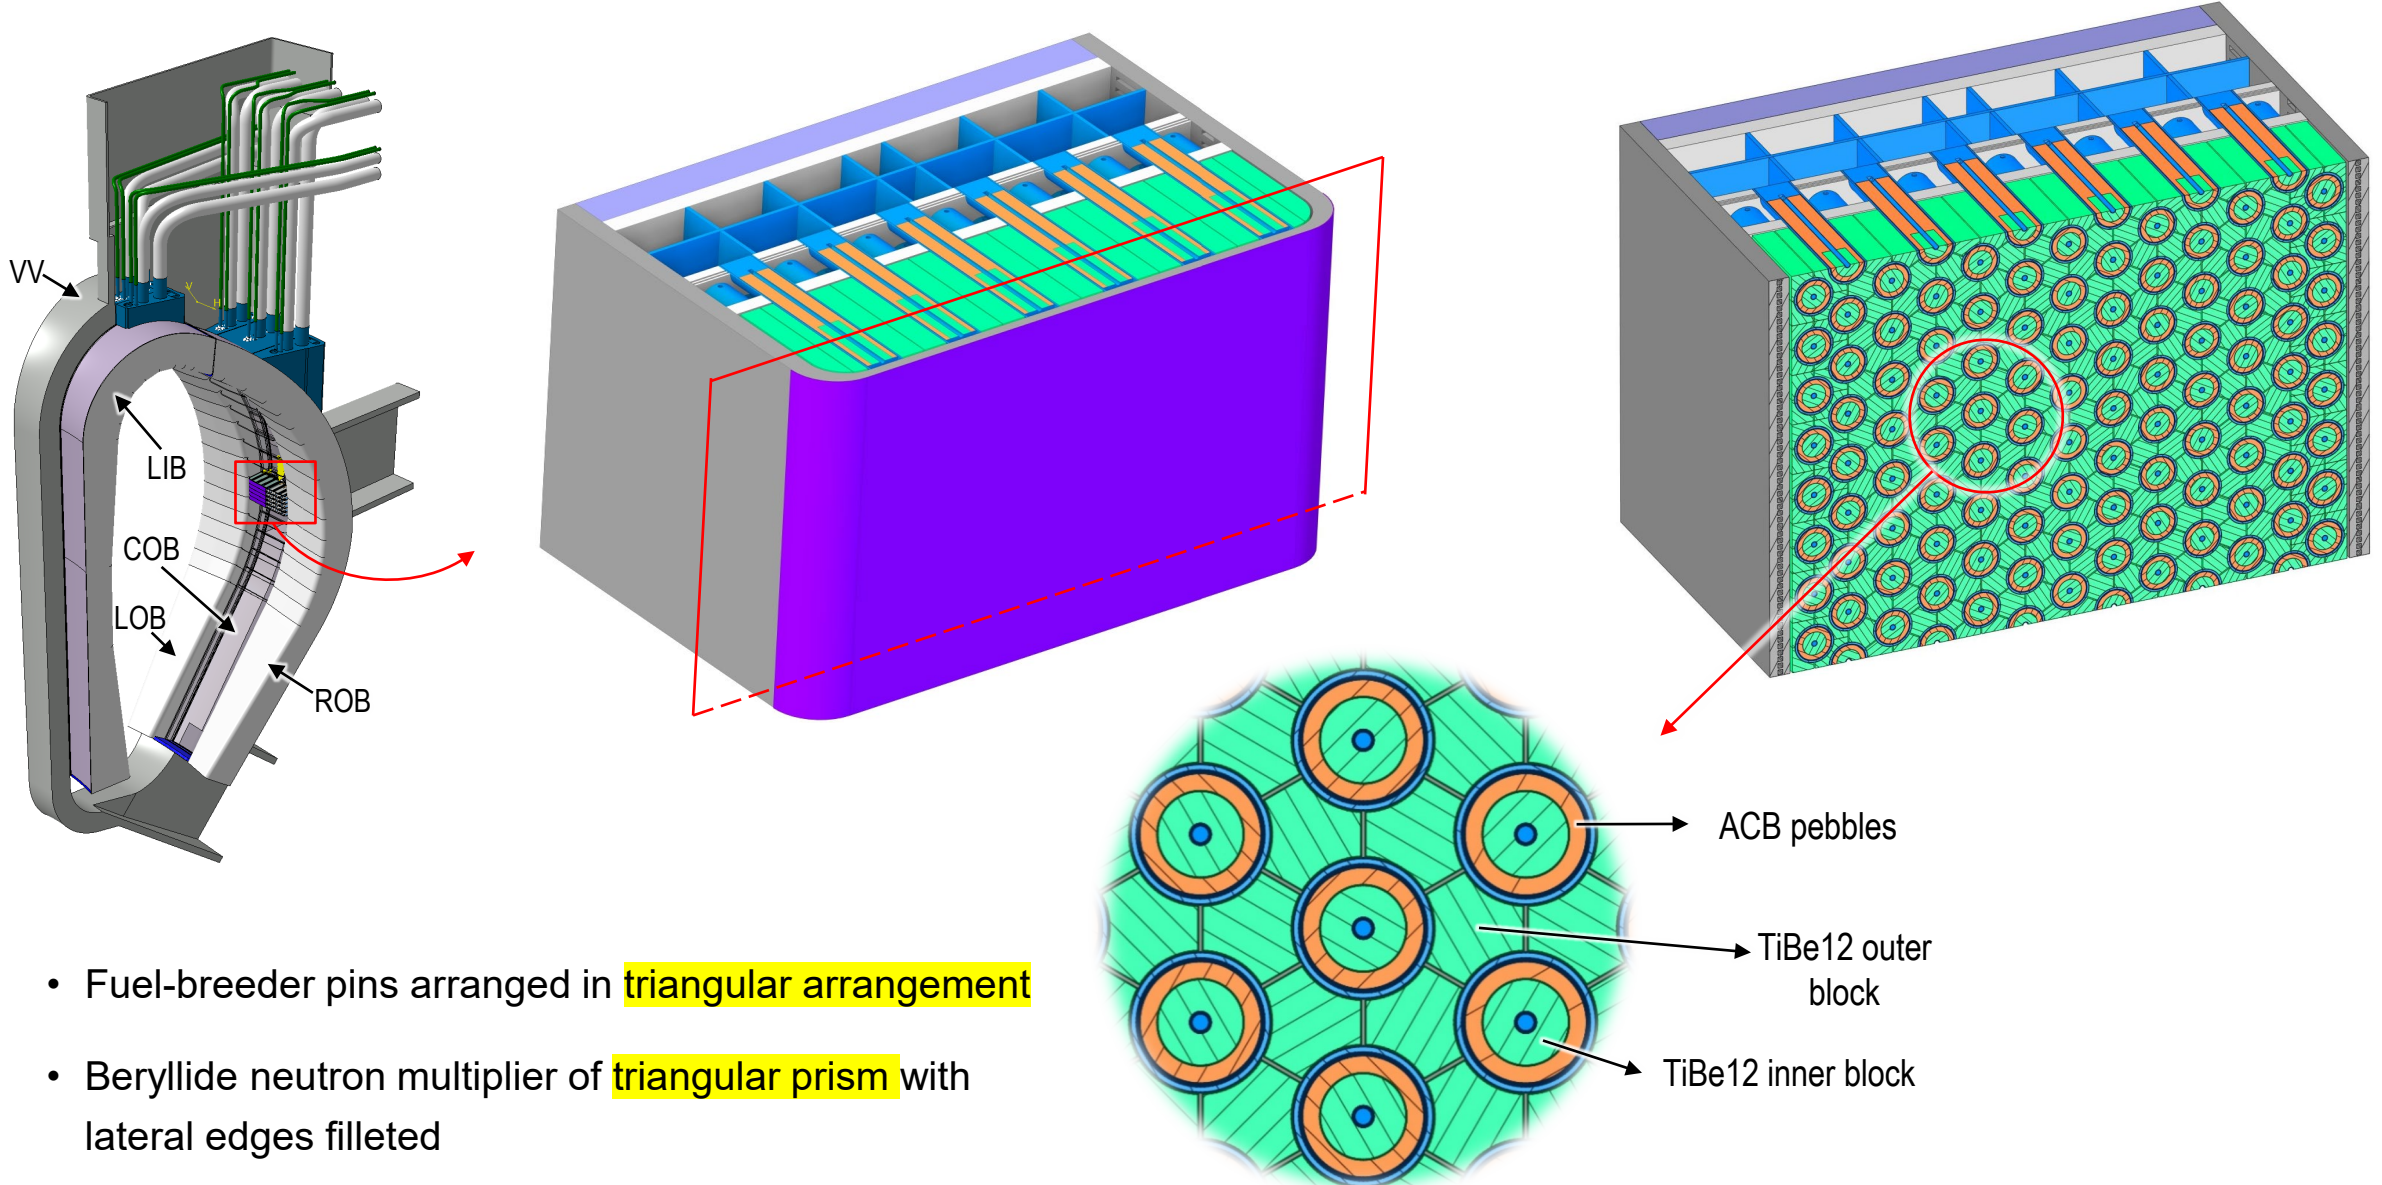 VV
LIB
COB
LOB
ROB
V
H
ACB pebbles
TiBe12 outer
block
TiBe12 inner block
• Fuel-breeder pins arranged in triangular arrangement
• Beryllide neutron multiplier of triangular prism with
lateral edges filleted